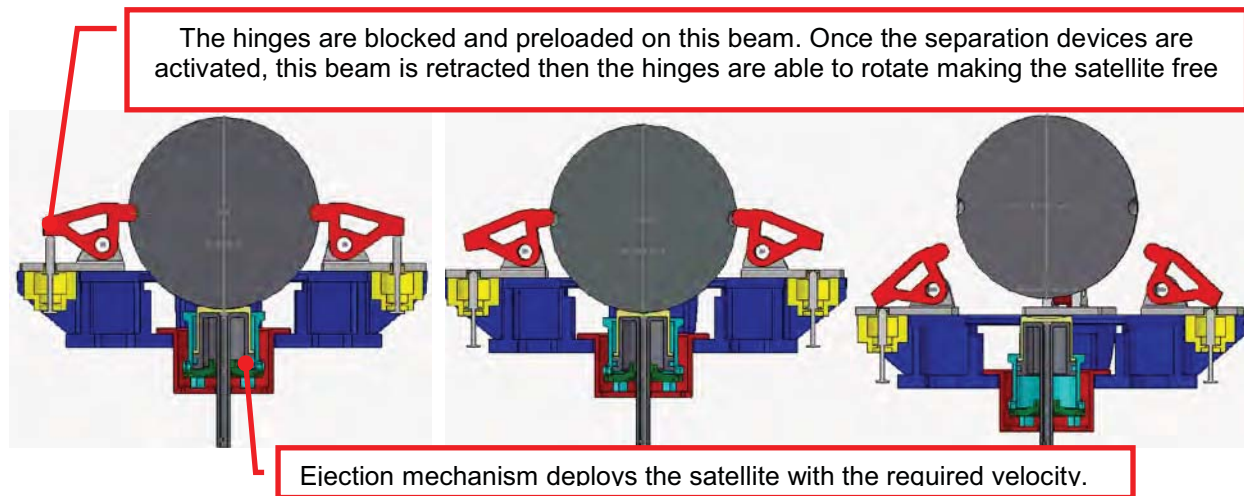 The hinges are blocked and preloaded on this beam. Once the separation devices are
activated, this beam is retracted then the hinges are able to rotate making the satellite free
Ejection mechanism deploys the satellite with the required velocity.